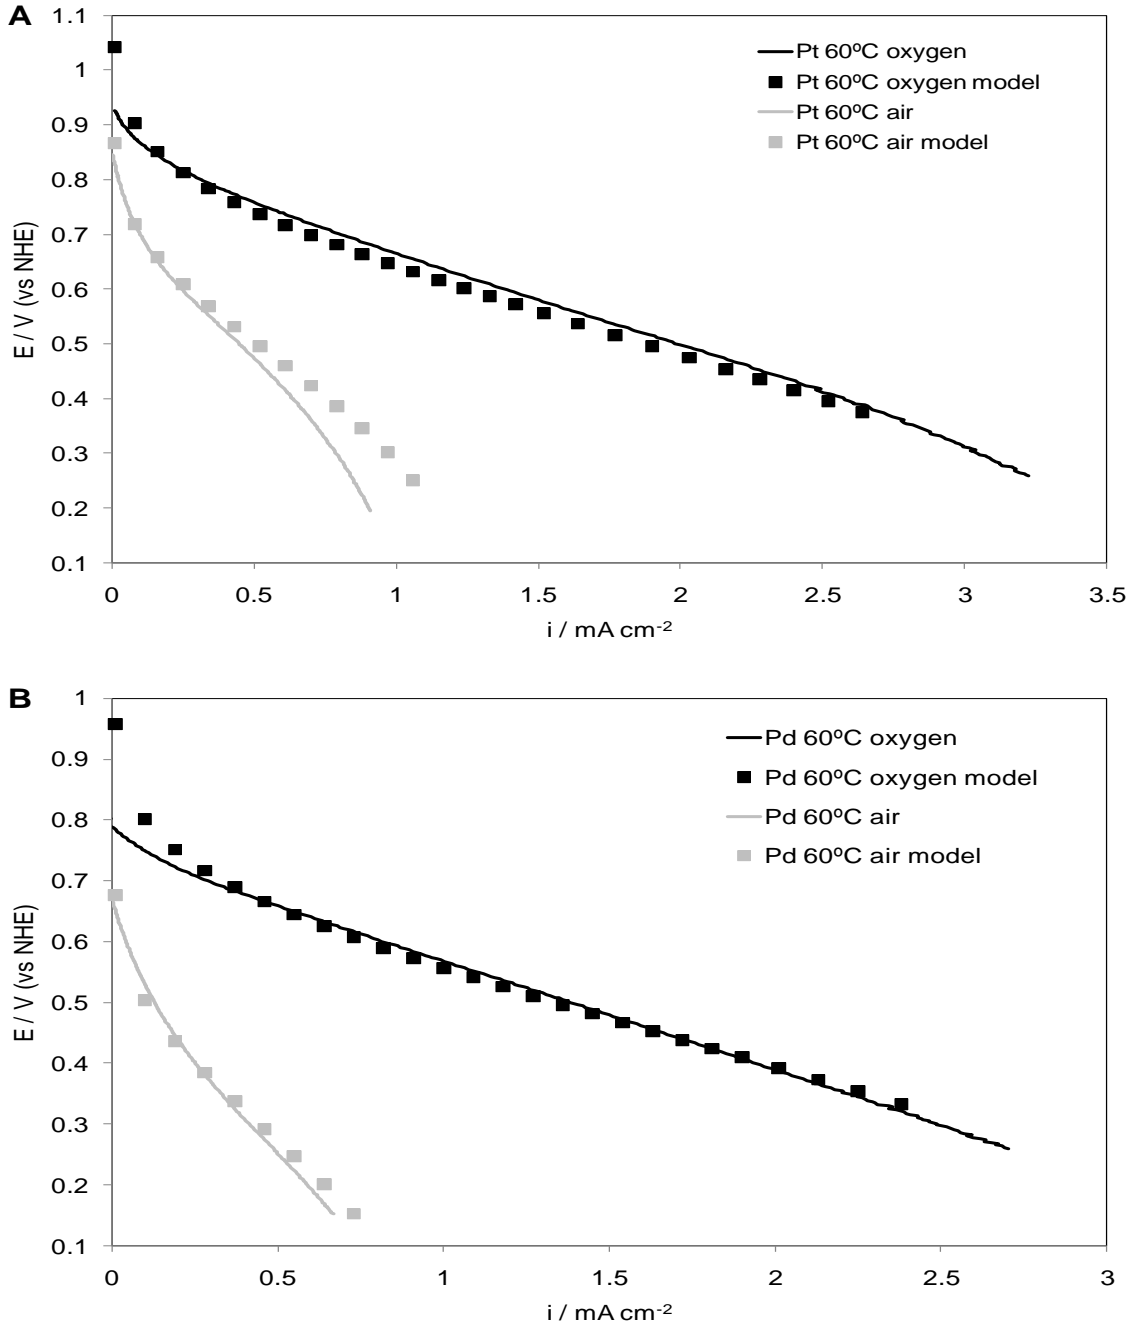 A
1.1
1
0.9
0.8
0.7
0.6
0.5
0.4
0.3
0.2
0.1
E / V (vs NHE)
Pt 60ºC oxygen
Pt 60ºC oxygen model
Pt 60ºC air
Pt 60ºC air model
0 0.5 1 1.5 2 2.5 3 3.5
i / mA cm-2
B
1
0.9
0.8
0.7
0.6
0.5
0.4
0.3
0.2
0.1
E / V (vs NHE)
Pd 60ºC oxygen
Pd 60ºC oxygen model
Pd 60ºC air
Pd 60ºC air model
0 0.5 1 1.5 2 2.5 3
i / mA cm-2